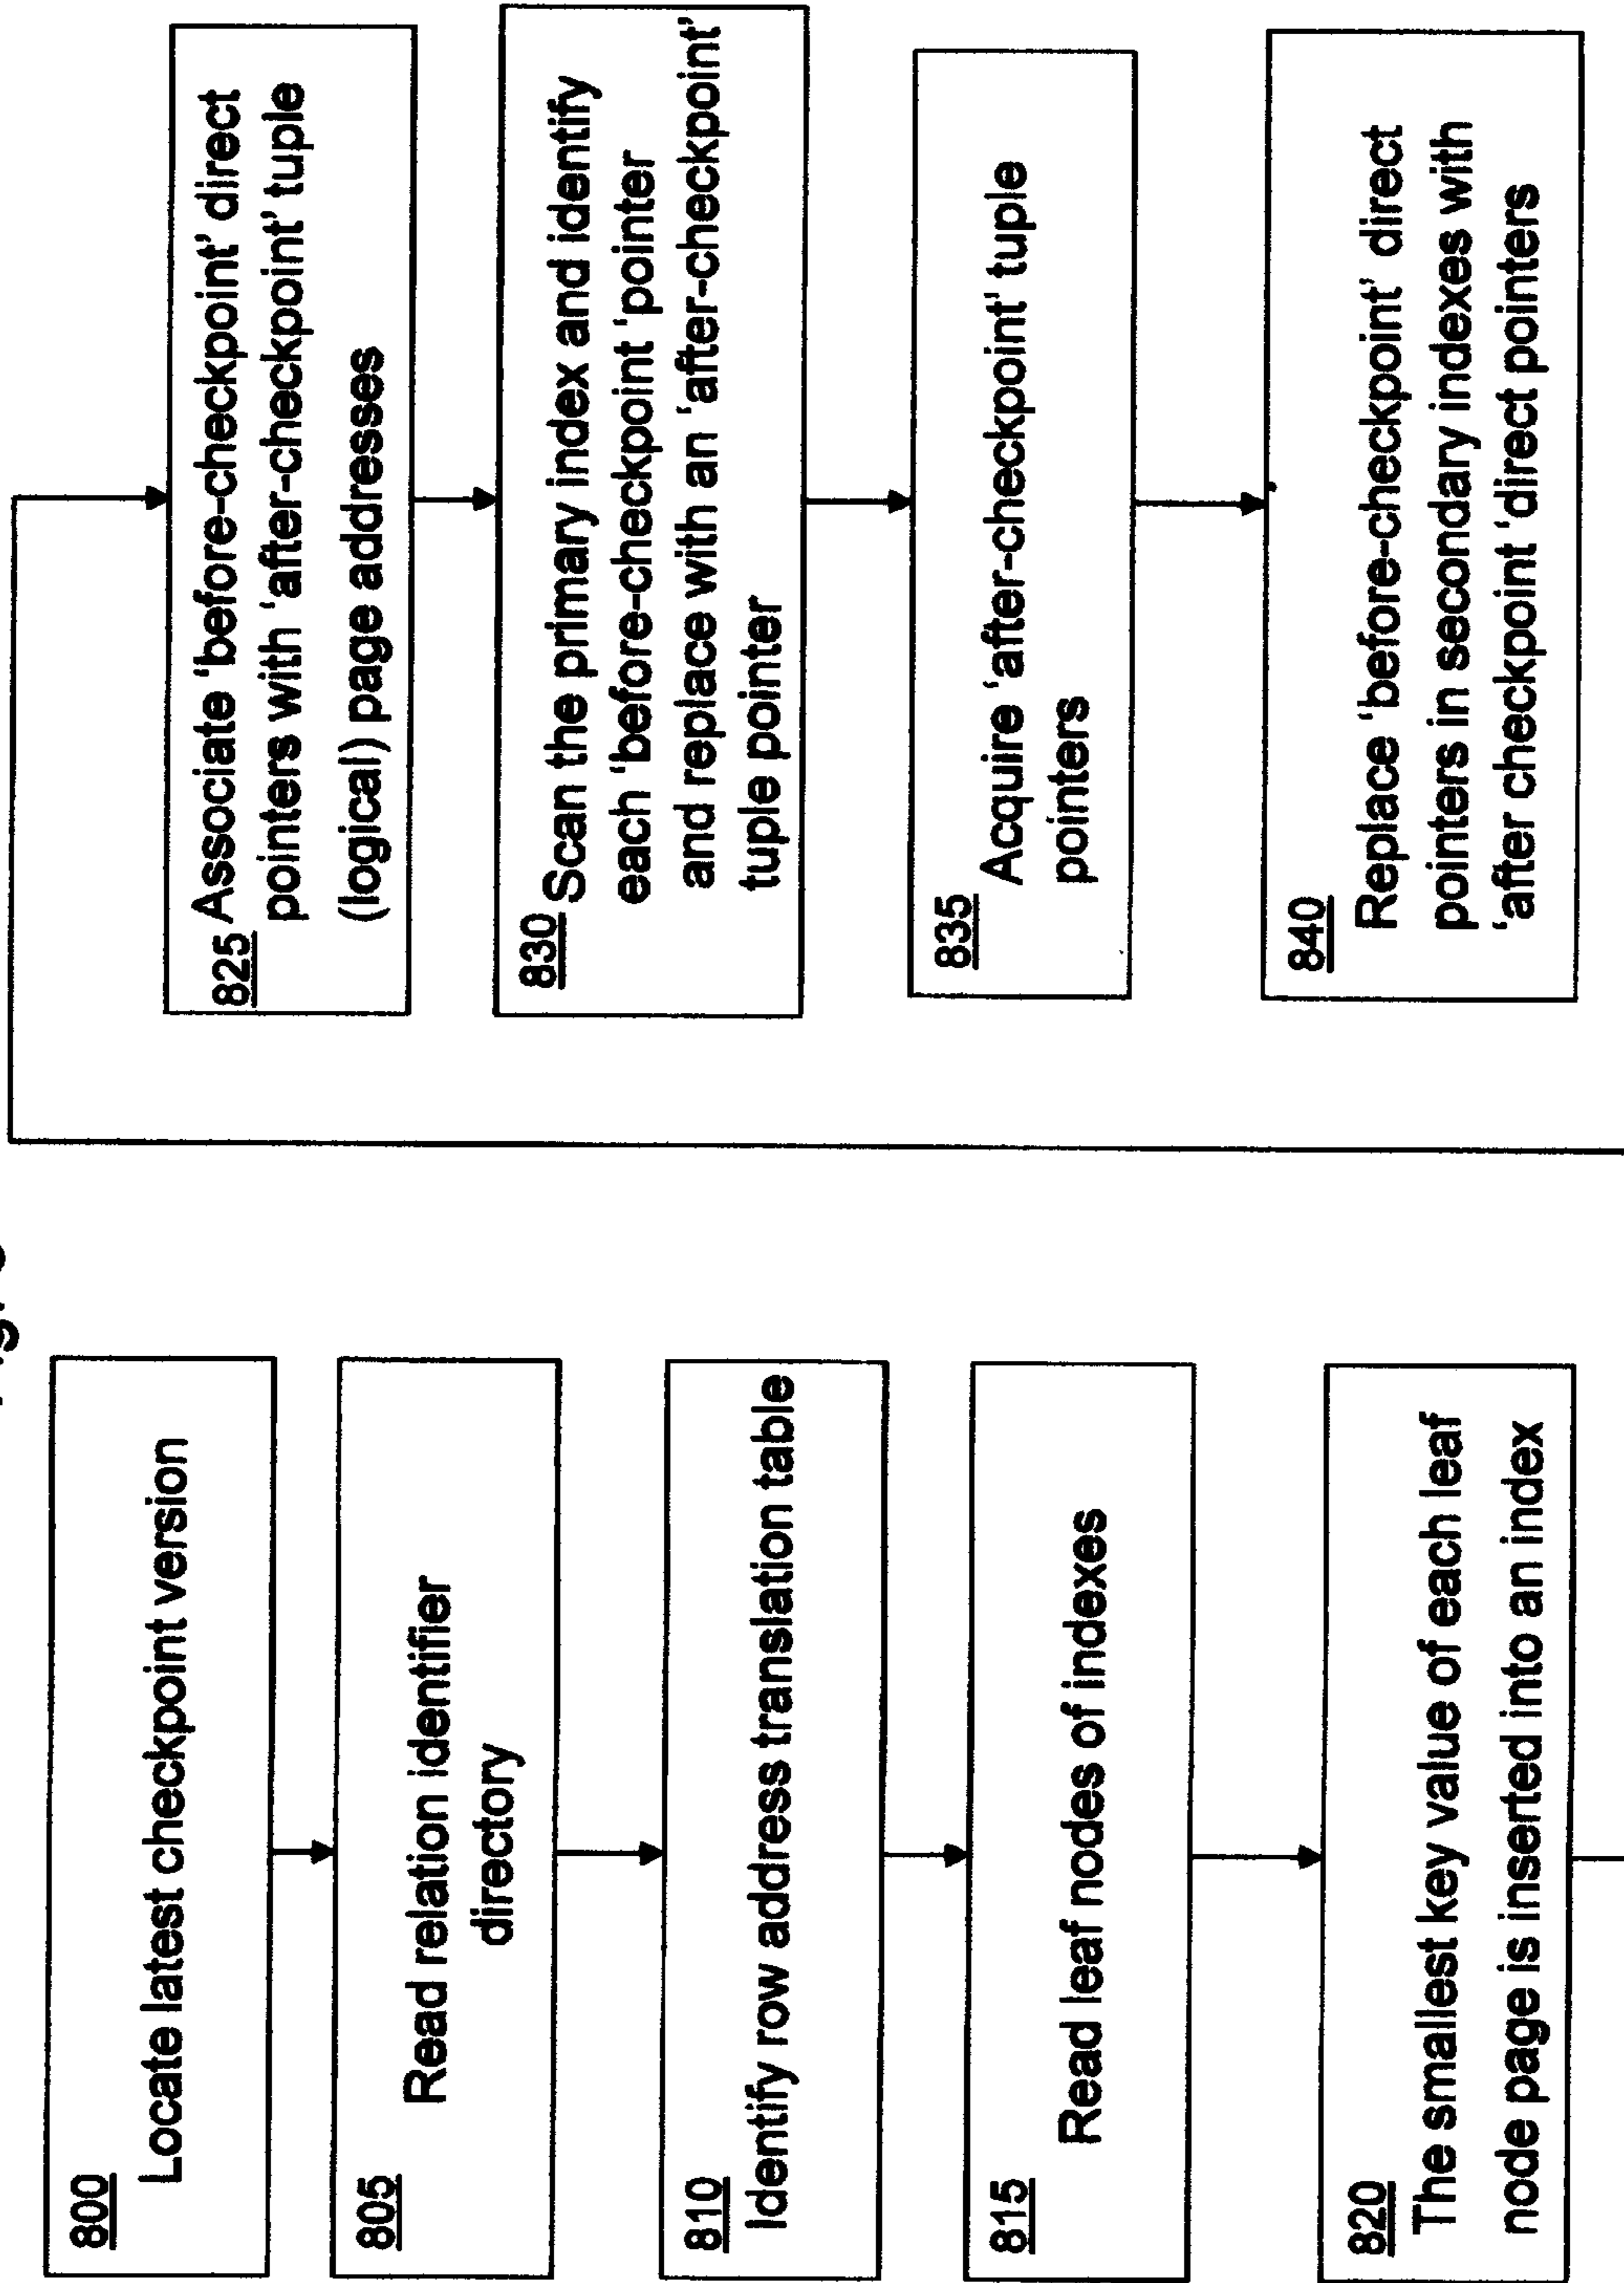 800
Locate latest checkpoint version
805
Read relation identifier
directory
810
Identify row address translation table
815
Read leaf nodes of indexes
820
The smallest key value of each leaf
node page is inserted into an index
825 Associate 'before-checkpoint' direct
pointers with 'after-checkpoint' tuple
(logical) page addresses
830 Scan the primary index and identify
each 'before-checkpoint 'pointer
and replace with an 'after-checkpoint'
tuple pointer
835
Acquire 'after-checkpoint' tuple
pointers
840
Replace 'before-checkpoint' direct
pointers in secondary indexes with
'after checkpoint 'direct pointers